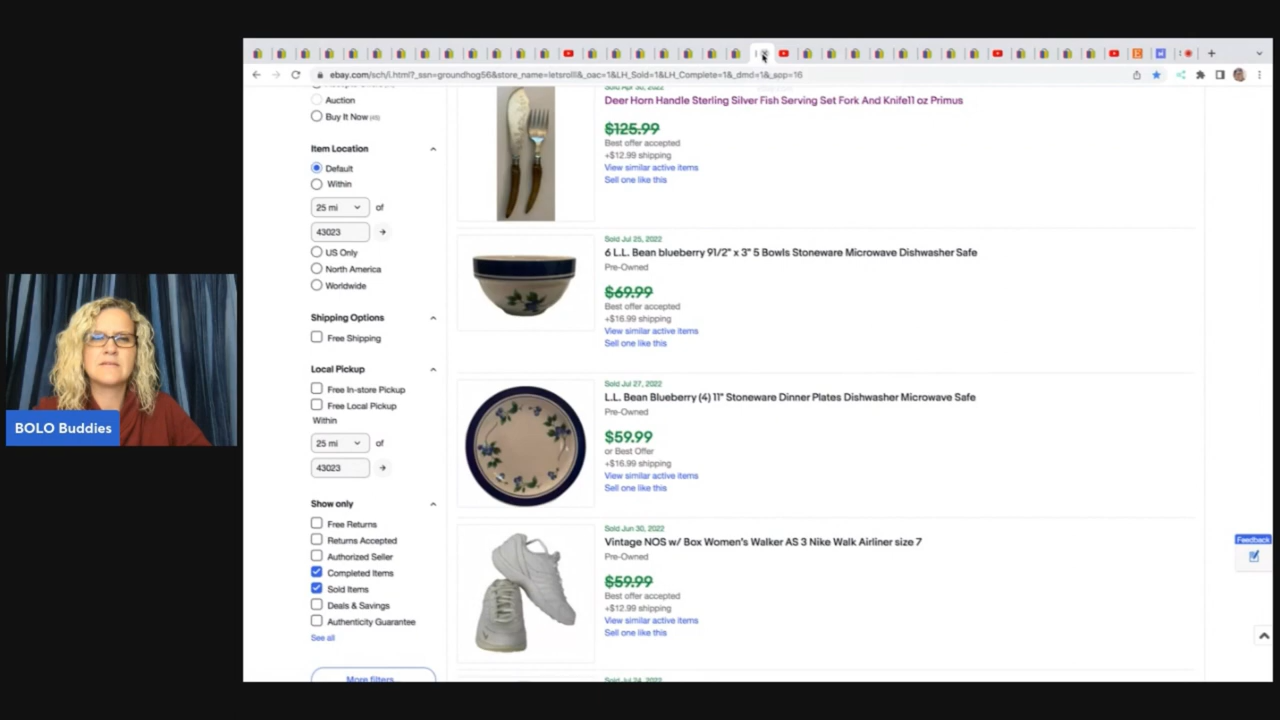 ebay.com/sch/i.html?_ssn=groundhog56&store_name=letsroll&_oac=1&LH_Sold=1&LH_Complete=1&_dmd=1&_sop=16
Auction
Buy It Now (49)
Item Location
Default
Within
25 mi of
43023
US Only
North America
Worldwide
Shipping Options
Free Shipping
Local Pickup
Free In-store Pickup
Free Local Pickup
Within
25 mi of
43023
Show only
Free Returns
Returns Accepted
Authorized Seller
Completed Items
Sold Items
Deals & Savings
Authenticity Guarantee
See all
More filters...
Sold Apr 30, 2022
Deer Horn Handle Sterling Silver Fish Serving Set Fork And Knife11 oz Primus
$125.99
Best offer accepted
+$12.99 shipping
View similar active items
Sell one like this
Sold Jul 25, 2022
6 L.L. Bean blueberry 91/2" x 3" 5 Bowls Stoneware Microwave Dishwasher Safe
Pre-Owned
$69.99
Best offer accepted
+$16.99 shipping
View similar active items
Sell one like this
Sold Jul 27, 2022
L.L. Bean Blueberry (4) 11" Stoneware Dinner Plates Dishwasher Microwave Safe
Pre-Owned
$59.99
or Best Offer
+$16.99 shipping
View similar active items
Sell one like this
Sold Jun 30, 2022
Vintage NOS w/ Box Women's Walker AS 3 Nike Walk Airliner size 7
Pre-Owned
$59.99
Best offer accepted
+$12.99 shipping
View similar active items
Sell one like this
Feedback
BOLO Buddies